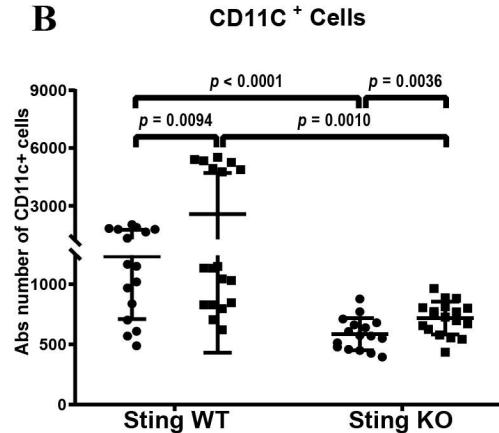 B
CD11C + Cells
Abs number of CD11c+ cells
9000
6000
3000
1000
500
0
p < 0.0001
p = 0.0036
p = 0.0094
p = 0.0010
Sting WT
Sting KO